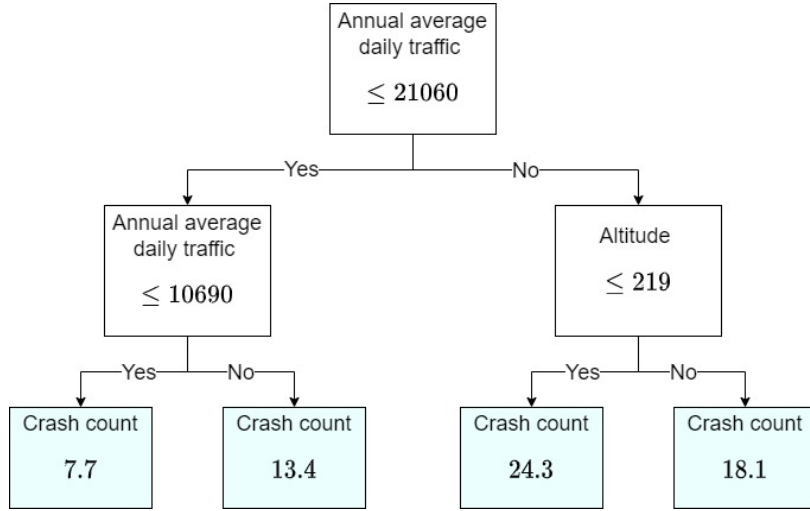 Annual average
daily traffic
≤ 21060
Yes
No
Annual average
daily traffic
≤ 10690
Altitude
≤ 219
Yes
No
Yes
No
Crash count
7.7
Crash count
13.4
Crash count
24.3
Crash count
18.1